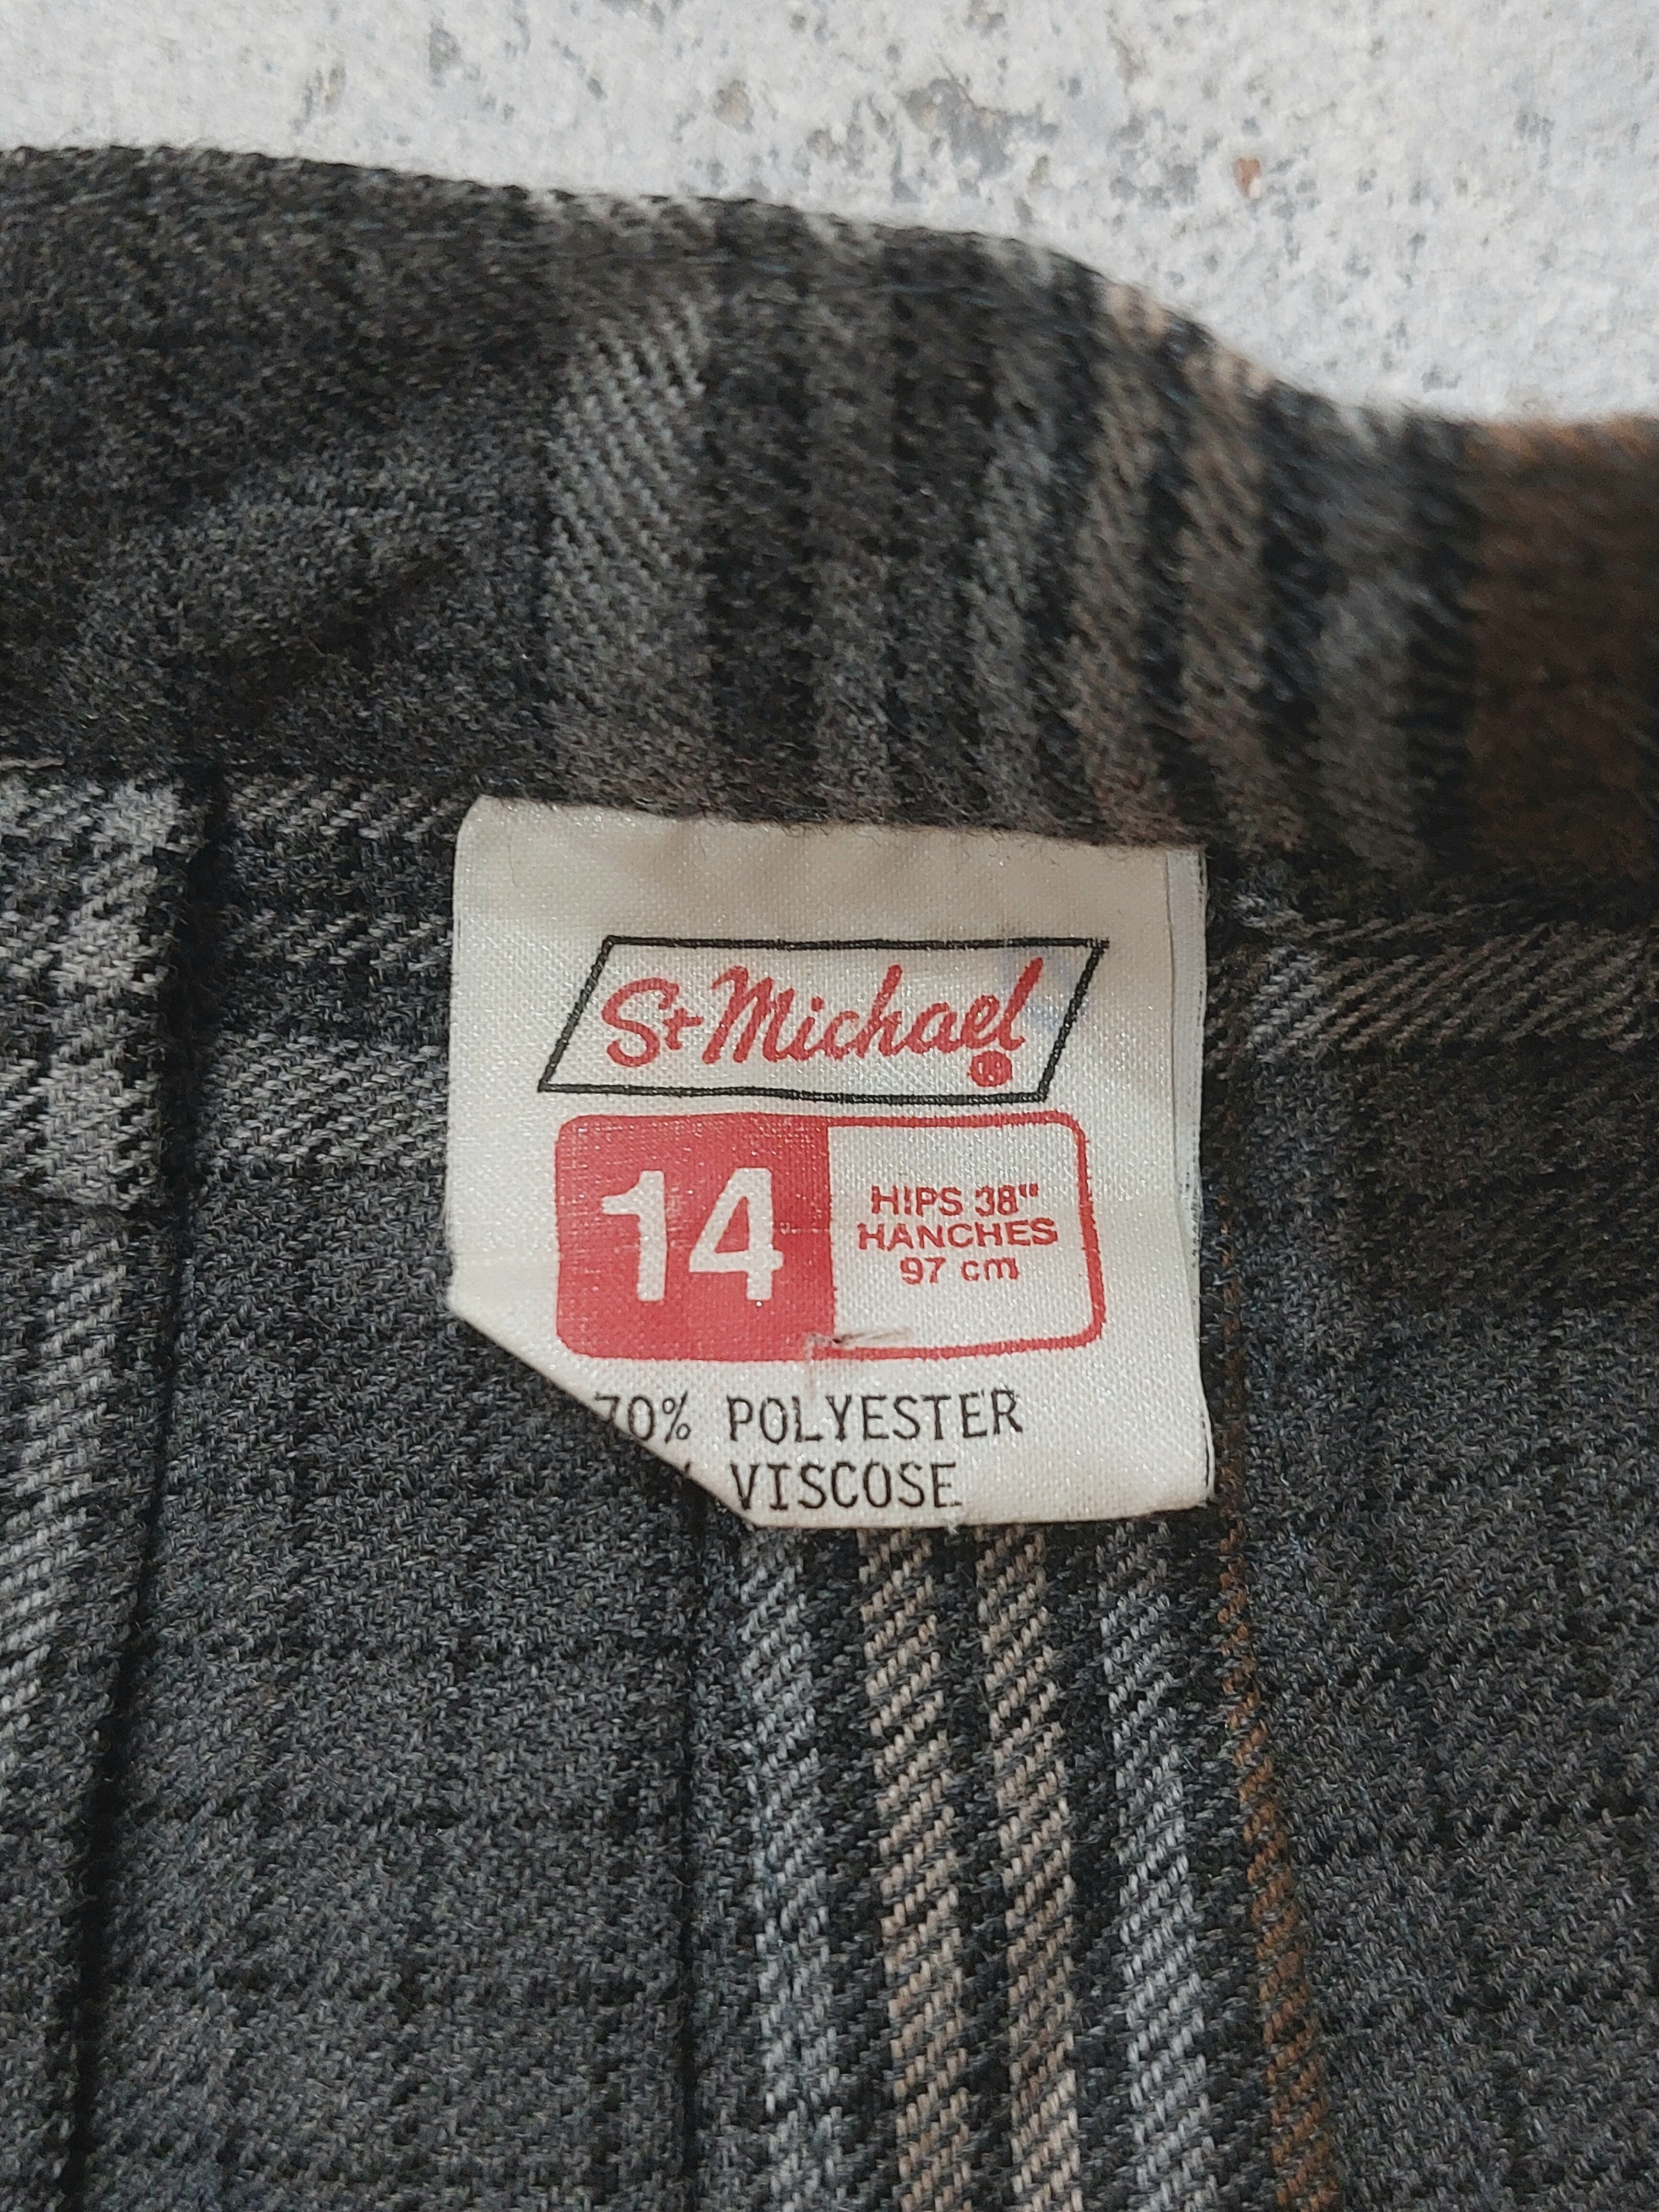 St Michael
®
14
HIPS 38"
HANCHES
97 cm
70% POLYESTER
VISCOSE